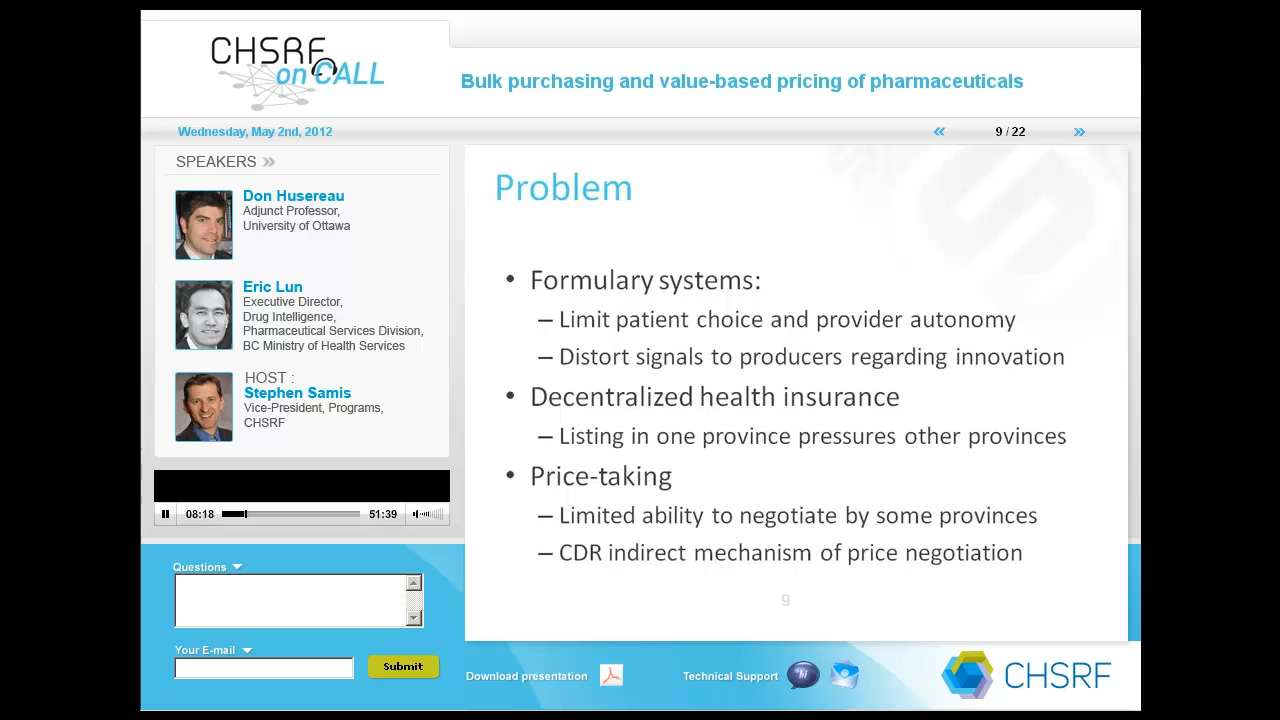 CHSRF
on CALL
Bulk purchasing and value-based pricing of pharmaceuticals
Wednesday, May 2nd, 2012
« 9 / 22 »
SPEAKERS »
Don Husereau
Adjunct Professor,
University of Ottawa
Eric Lun
Executive Director,
Drug Intelligence,
Pharmaceutical Services Division,
BC Ministry of Health Services
HOST :
Stephen Samis
Vice-President, Programs,
CHSRF
08:18
51:39
Questions
Your E-mail
Submit
Problem
• Formulary systems:
– Limit patient choice and provider autonomy
– Distort signals to producers regarding innovation
• Decentralized health insurance
– Listing in one province pressures other provinces
• Price-taking
– Limited ability to negotiate by some provinces
– CDR indirect mechanism of price negotiation
9
Download presentation
Technical Support
hi
CHSRF